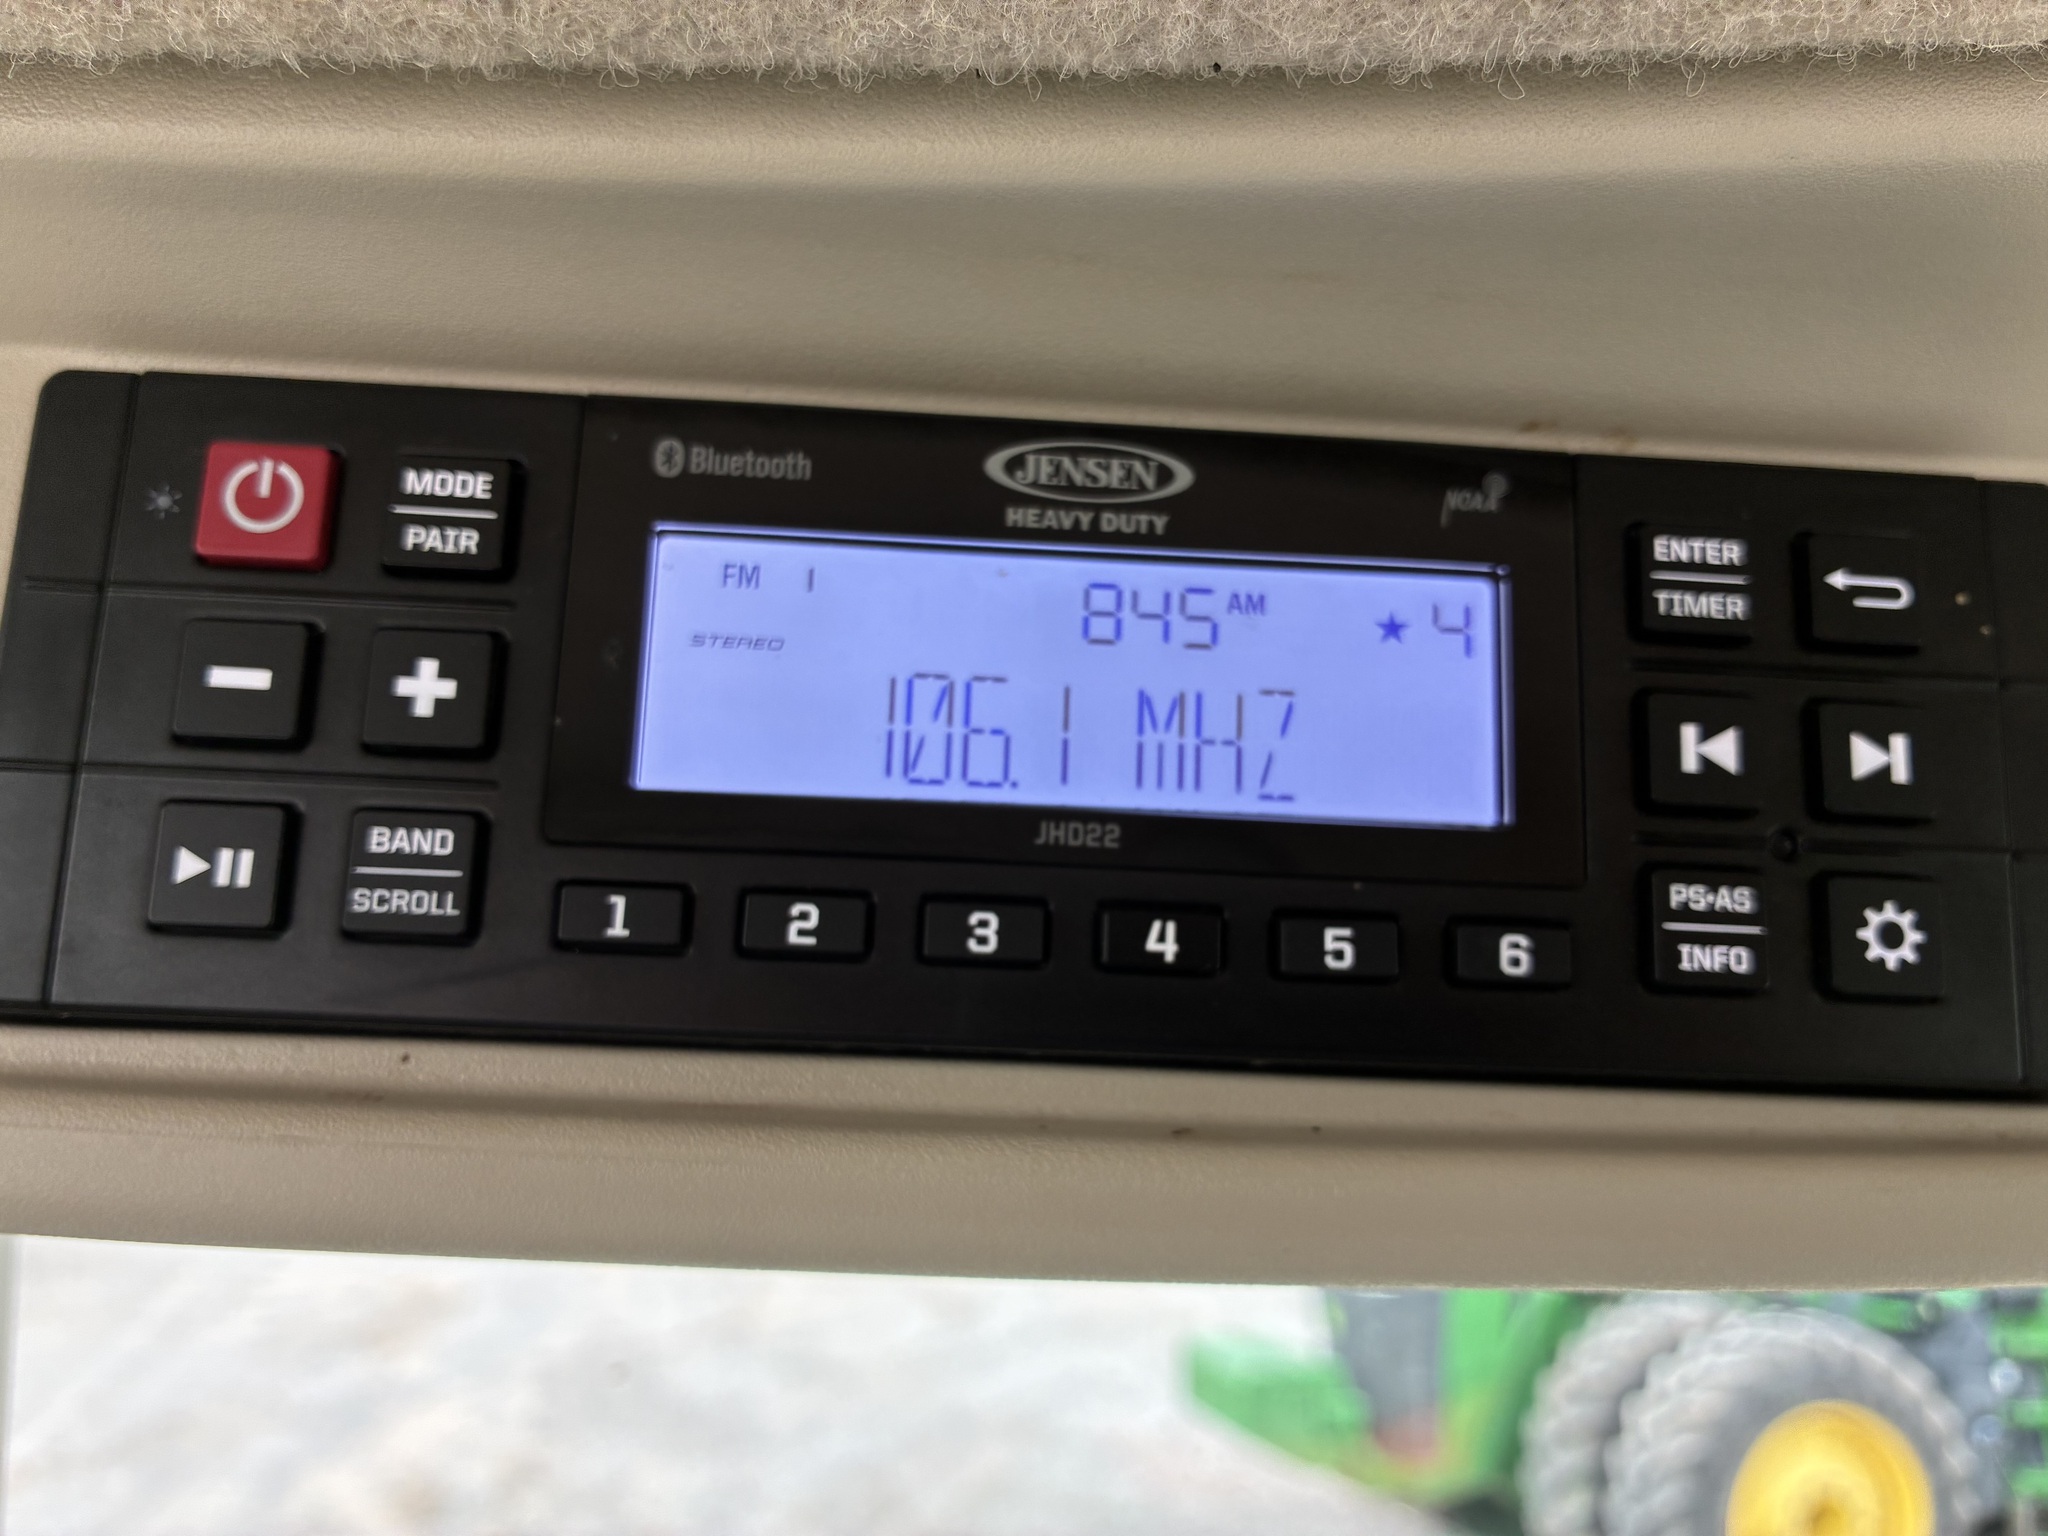 Bluetooth
JENSEN
HEAVY DUTY
MODE
PAIR
FM 1
845 AM
★ 4
STEREO
106.1 MHZ
JHD22
ENTER
TIMER
BAND
SCROLL
1 2 3 4 5 6
PS•AS
INFO